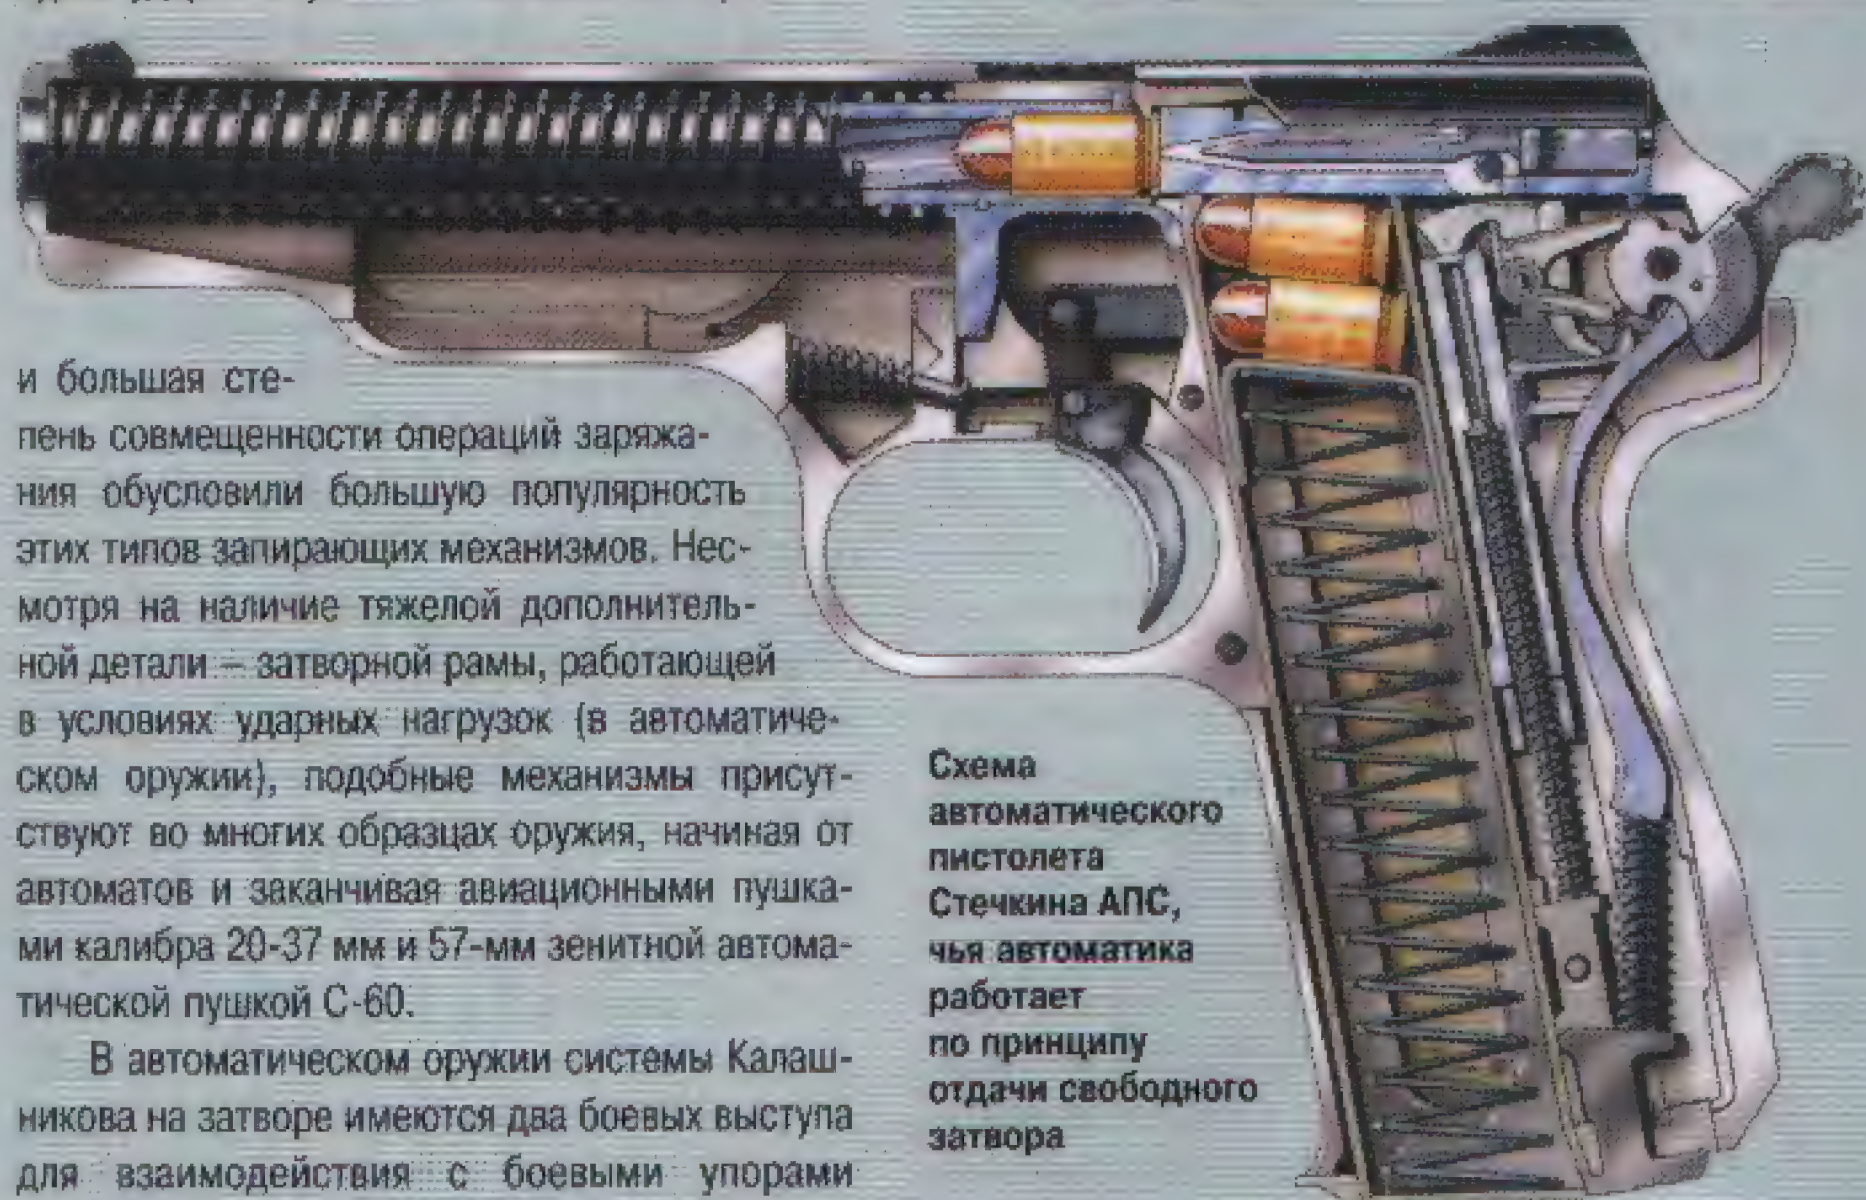 и большая сте-
пень совмещенности операций заряжа-
ния обусловили большую популярность
этих типов запирающих механизмов. Нес-
мотря на наличие тяжелой дополнитель-
ной детали – затворной рамы, работающей
в условиях ударных нагрузок (в автоматиче-
ском оружии), подобные механизмы присут-
ствуют во многих образцах оружия, начиная от
автоматов и заканчивая авиационными пушка-
ми калибра 20-37 мм и 57-мм зенитной автома-
тической пушкой С-60.
В автоматическом оружии системы Калаш-
никова на затворе имеются два боевых выступа
для взаимодействия с боевыми упорами
Схема
автоматического
пистолета
Стечкина АПС,
чья автоматика
работает
по принципу
отдачи свободного
затвора